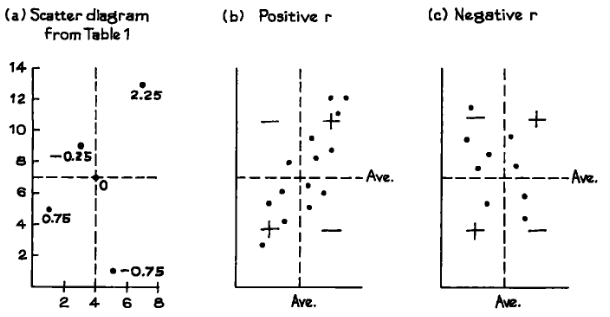 (a) Scatter diagram
from Table 1
14
12
10
8
6
4
2
2.25
-0.25
0
0.75
-0.75
2 4 6 8
(b) Positive r
− +
+ −
Ave.
Ave.
(c) Negative r
− +
+ −
Ave.
Ave.